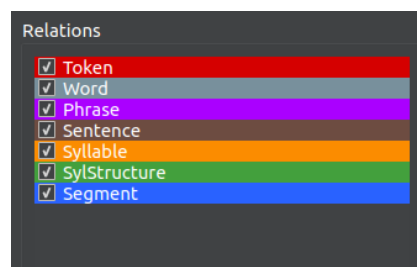 Relations
Token
Word
Phrase
Sentence
Syllable
SylStructure
Segment